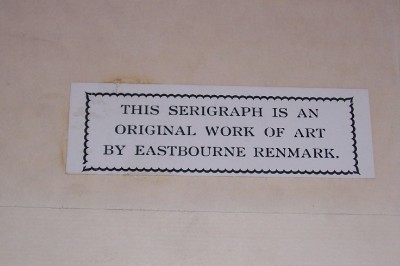 THIS SERIGRAPH IS AN
ORIGINAL WORK OF ART
BY EASTBOURNE RENMARK.